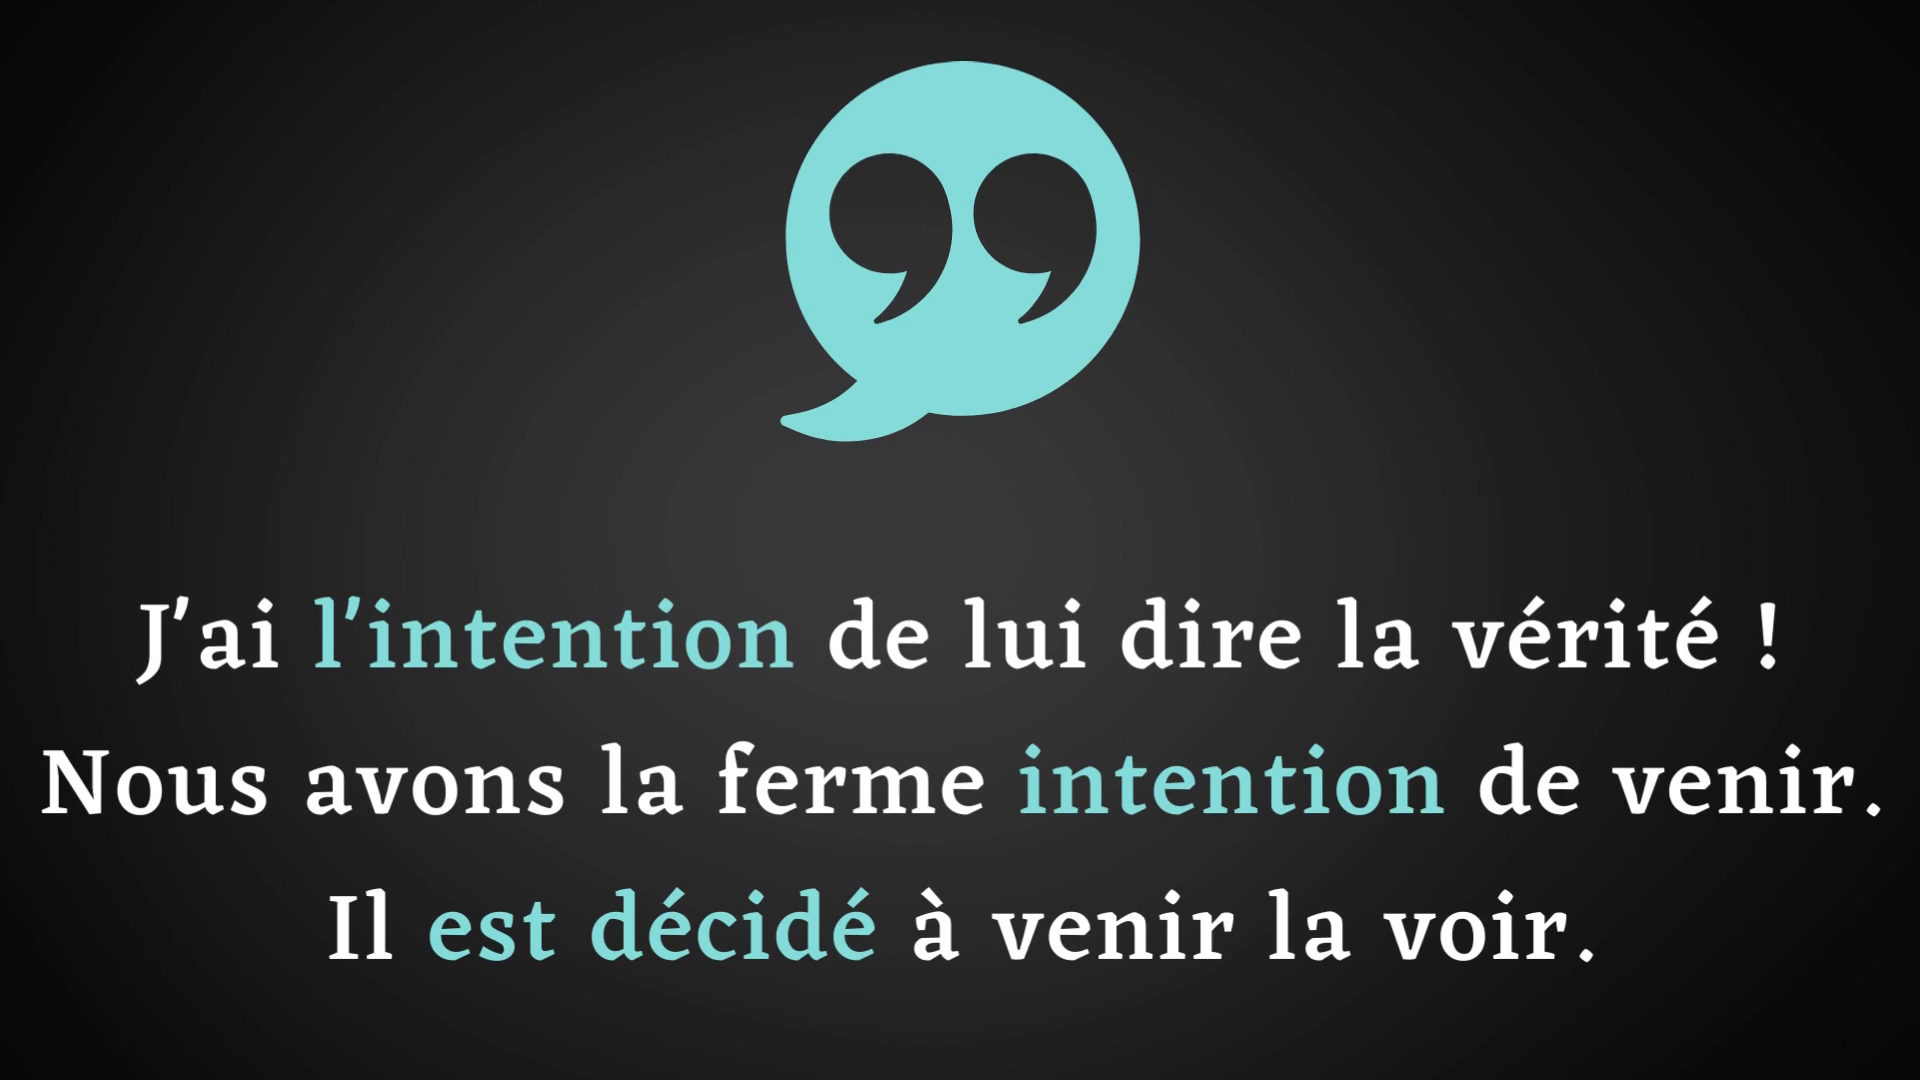 J'ai l'intention de lui dire la vérité !
Nous avons la ferme intention de venir.
Il est décidé à venir la voir.